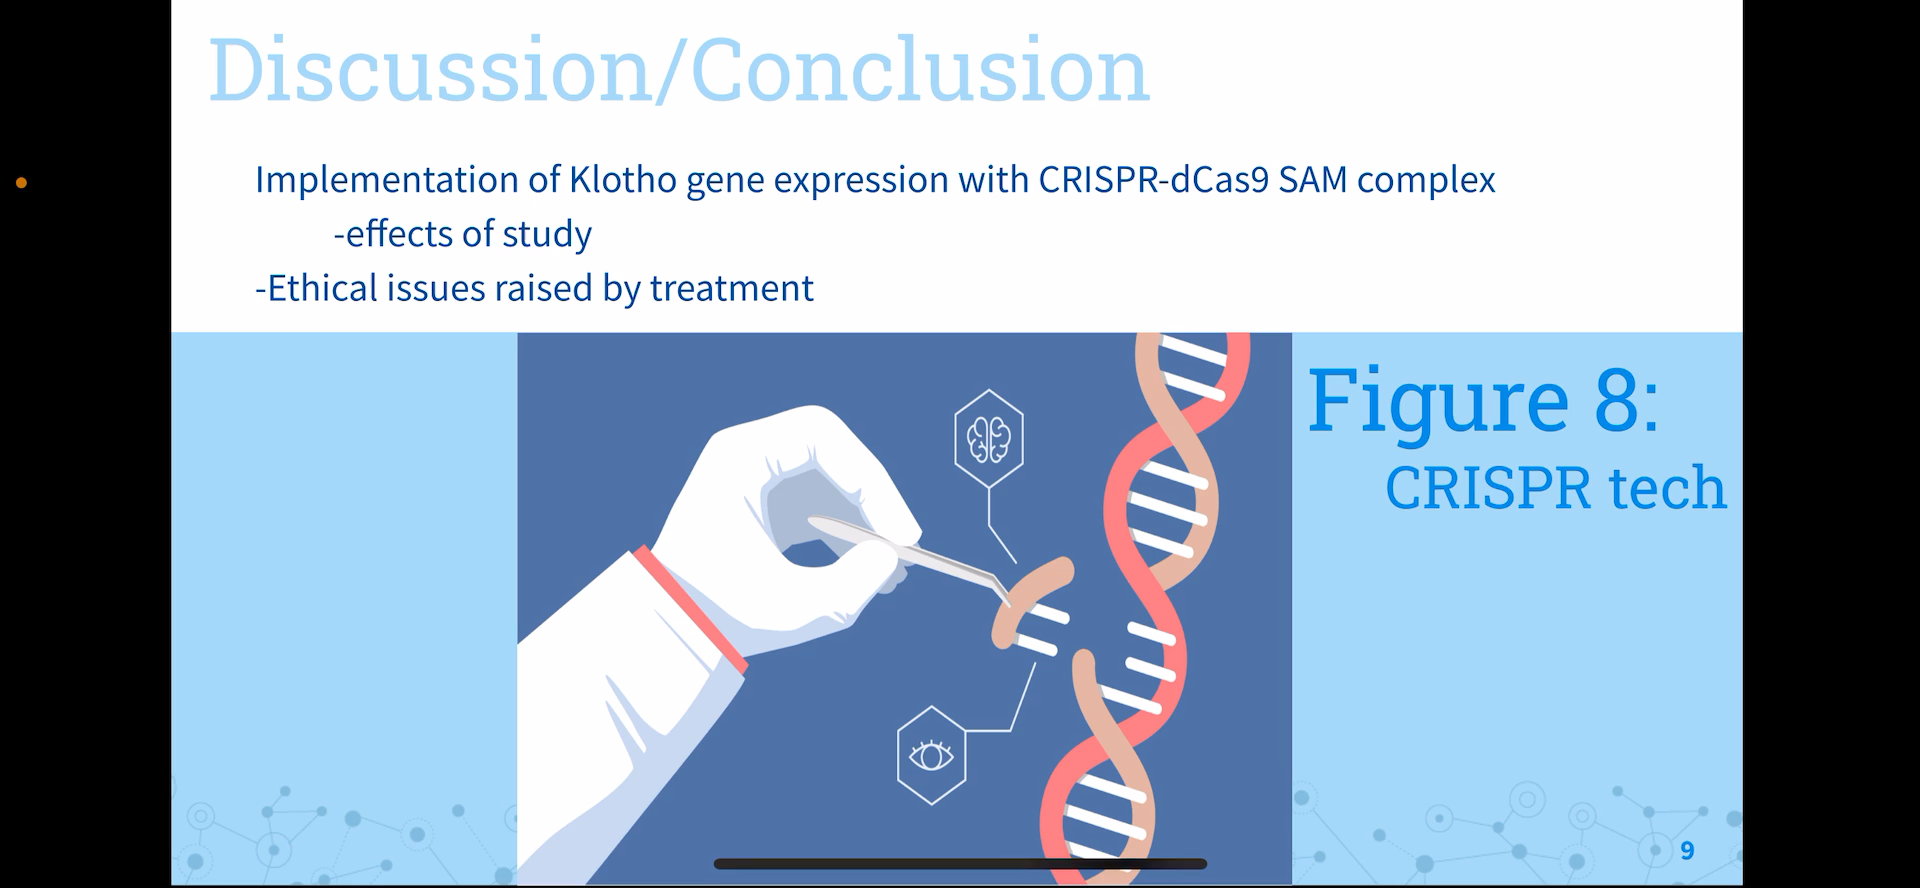 Discussion/Conclusion
Implementation of Klotho gene expression with CRISPR-dCas9 SAM complex
-effects of study
-Ethical issues raised by treatment
Figure 8:
CRISPR tech
9